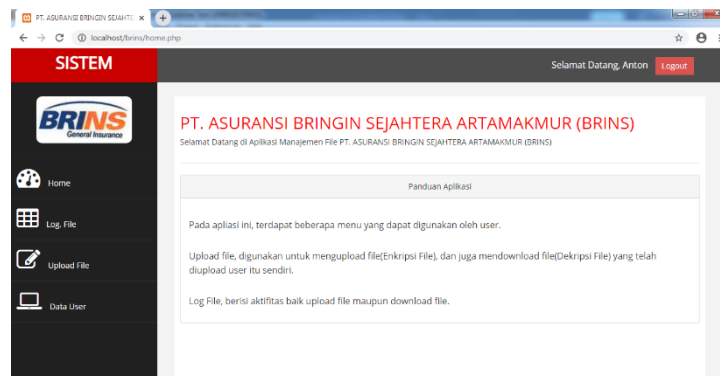 PT. ASURANSI BRINGIN SEJAHTE
localhost/brins/home.php
SISTEM
Selamat Datang, Anton Logout
BRINS
General Insurance
PT. ASURANSI BRINGIN SEJAHTERA ARTAMAKMUR (BRINS)
Selamat Datang di Aplikasi Manajemen File PT. ASURANSI BRINGIN SEJAHTERA ARTAMAKMUR (BRINS)
Home
Panduan Aplikasi
Log. File
Pada apliasi ini, terdapat beberapa menu yang dapat digunakan oleh user.
Upload File
Upload file, digunakan untuk mengupload file(Enkripsi File), dan juga mendownload file(Dekripsi File) yang telah
diupload user itu sendiri.
Data User
Log File, berisi aktifitas baik upload file maupun download file.